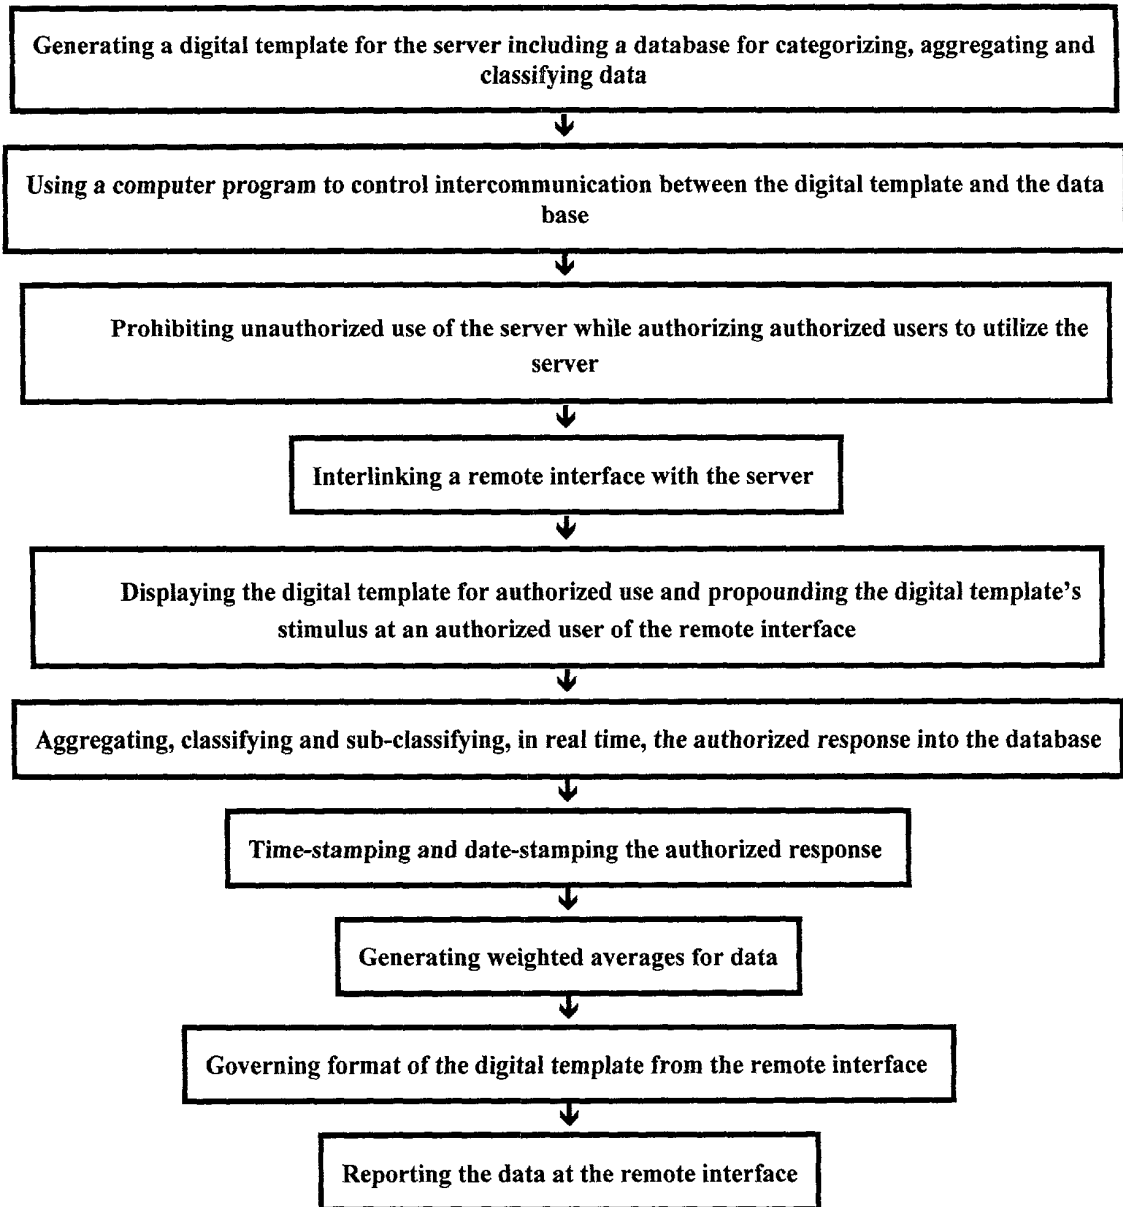 Generating a digital template for the server including a database for categorizing, aggregating and
classifying data
Using a computer program to control intercommunication between the digital template and the data
base
Prohibiting unauthorized use of the server while authorizing authorized users to utilize the
server
Interlinking a remote interface with the server
Displaying the digital template for authorized use and propounding the digital template's
stimulus at an authorized user of the remote interface
Aggregating, classifying and sub-classifying, in real time, the authorized response into the database
Time-stamping and date-stamping the authorized response
Generating weighted averages for data
Governing format of the digital template from the remote interface
Reporting the data at the remote interface